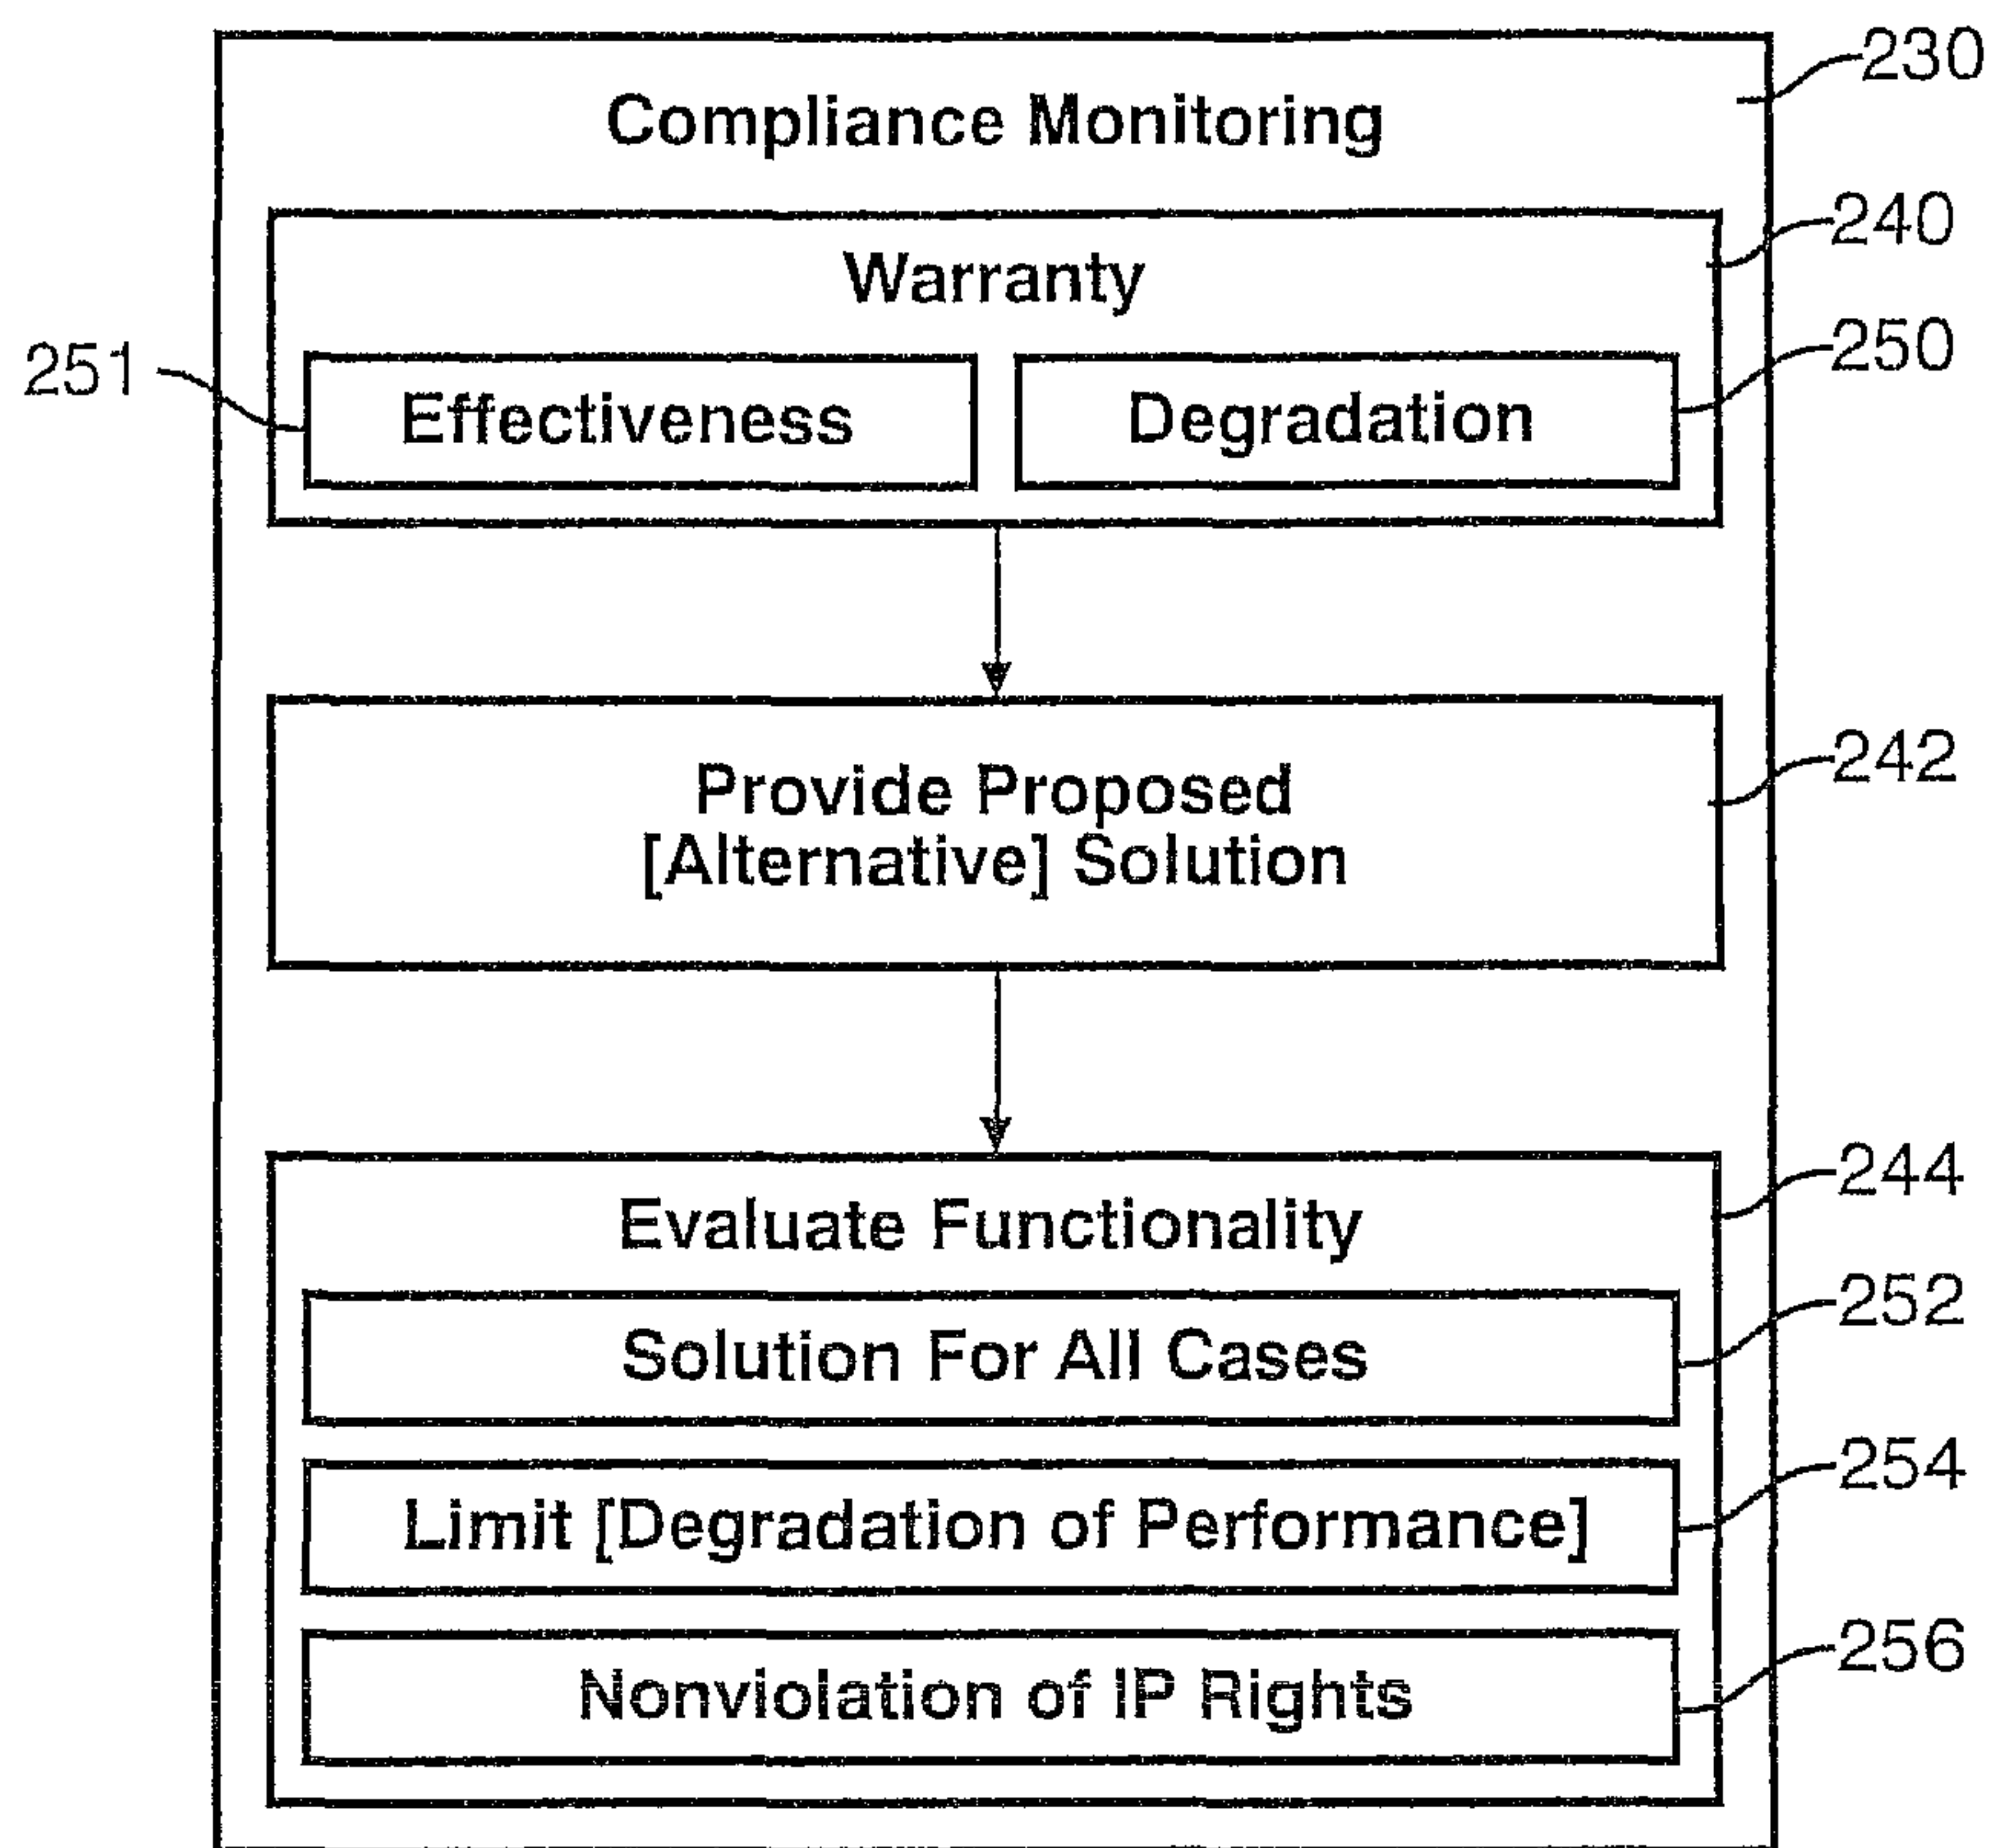 230
Compliance Monitoring
240
Warranty
250
251
Effectiveness
Degradation
242
Provide Proposed
[Alternative] Solution
244
Evaluate Functionality
252
Solution For All Cases
254
Limit [Degradation of Performance]
256
Nonviolation of IP Rights